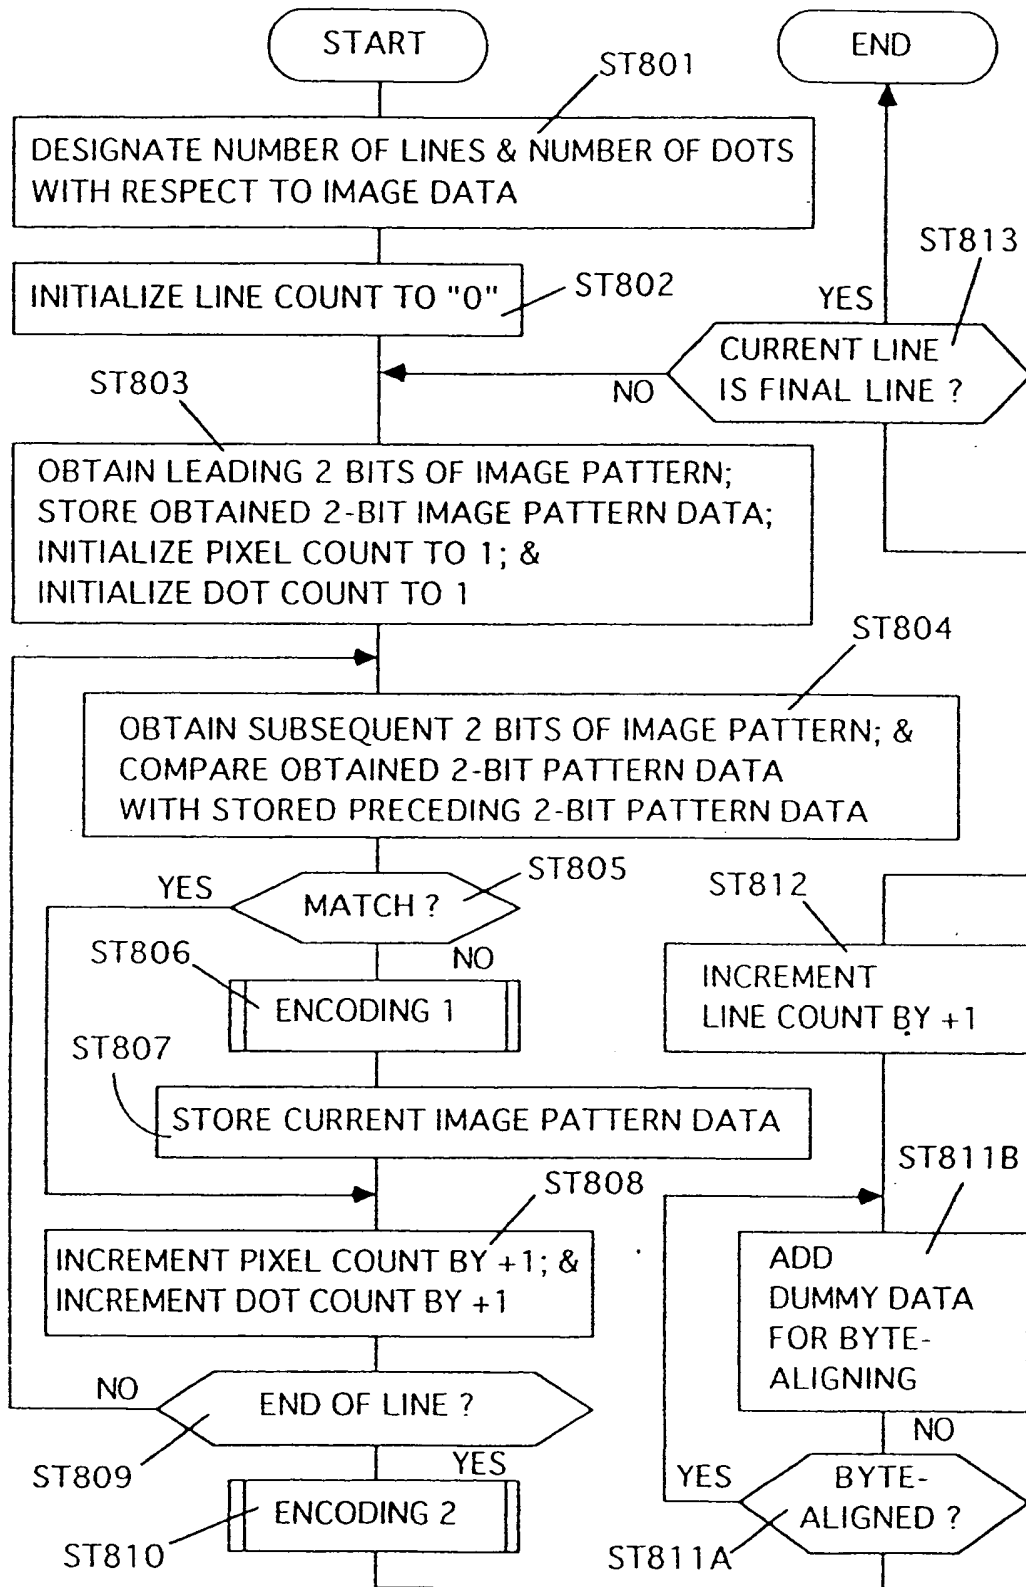 START
ST801
DESIGNATE NUMBER OF LINES & NUMBER OF DOTS
WITH RESPECT TO IMAGE DATA
INITIALIZE LINE COUNT TO "0"
ST802
ST803
OBTAIN LEADING 2 BITS OF IMAGE PATTERN;
STORE OBTAINED 2-BIT IMAGE PATTERN DATA;
INITIALIZE PIXEL COUNT TO 1; &
INITIALIZE DOT COUNT TO 1
ST804
OBTAIN SUBSEQUENT 2 BITS OF IMAGE PATTERN; &
COMPARE OBTAINED 2-BIT PATTERN DATA
WITH STORED PRECEDING 2-BIT PATTERN DATA
YES
MATCH ?
ST805
NO
ST806
ENCODING 1
ST807
STORE CURRENT IMAGE PATTERN DATA
ST808
INCREMENT PIXEL COUNT BY +1; &
INCREMENT DOT COUNT BY +1
NO
END OF LINE ?
ST809
YES
ENCODING 2
ST810
END
ST813
YES
CURRENT LINE
IS FINAL LINE ?
NO
ST812
INCREMENT
LINE COUNT BY +1
ST811B
ADD
DUMMY DATA
FOR BYTE-
ALIGNING
NO
YES
BYTE-
ALIGNED ?
ST811A